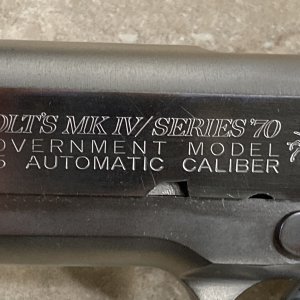 OLT'S MK IV/SERIES '70
OVERNMENT MODEL
5 AUTOMATIC CALIBER